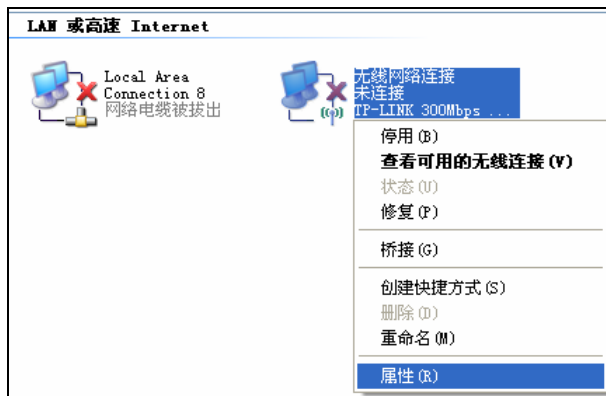 LAN 或高速 Internet
Local Area
Connection 8
网络电缆被拔出
无线网络连接
未连接
TP-LINK 300Mbps ...
停用(B)
查看可用的无线连接(V)
状态(U)
修复(P)
桥接(G)
创建快捷方式(S)
删除(D)
重命名(M)
属性(R)